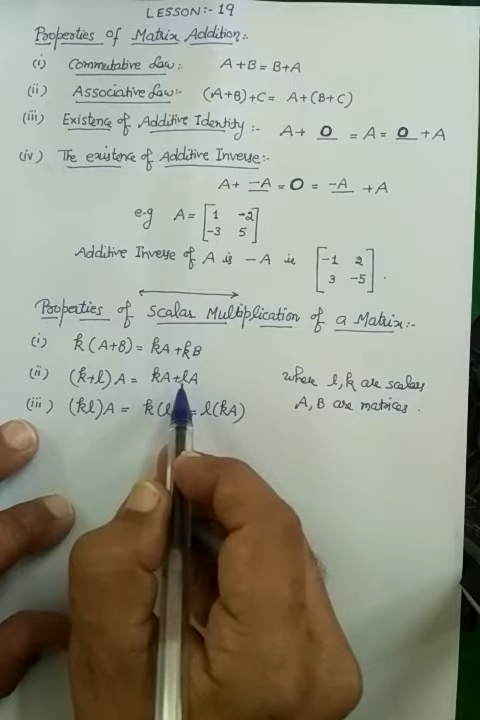 LESSON:- 19
Properties of Matrix Addition:-
(i) Commutative Law:- A+B = B+A
(ii) Associative Law:- (A+B)+C = A+(B+C)
(iii) Existence of Additive Identity:- A+ O = A = O + A
(iv) The existence of Additive Inverse:-
A+ -A = O = -A + A
e.g A = [1 -2
-3 5]
Additive Inverse of A is -A is [-1 2
3 -5].
Properties of Scalar Multiplication of a Matrix:-
(i) k(A+B) = kA+kB
(ii) (k+l)A = kA+lA where l,k are scalars
(iii) (kl)A = k(l = l(kA) A,B are matrices.